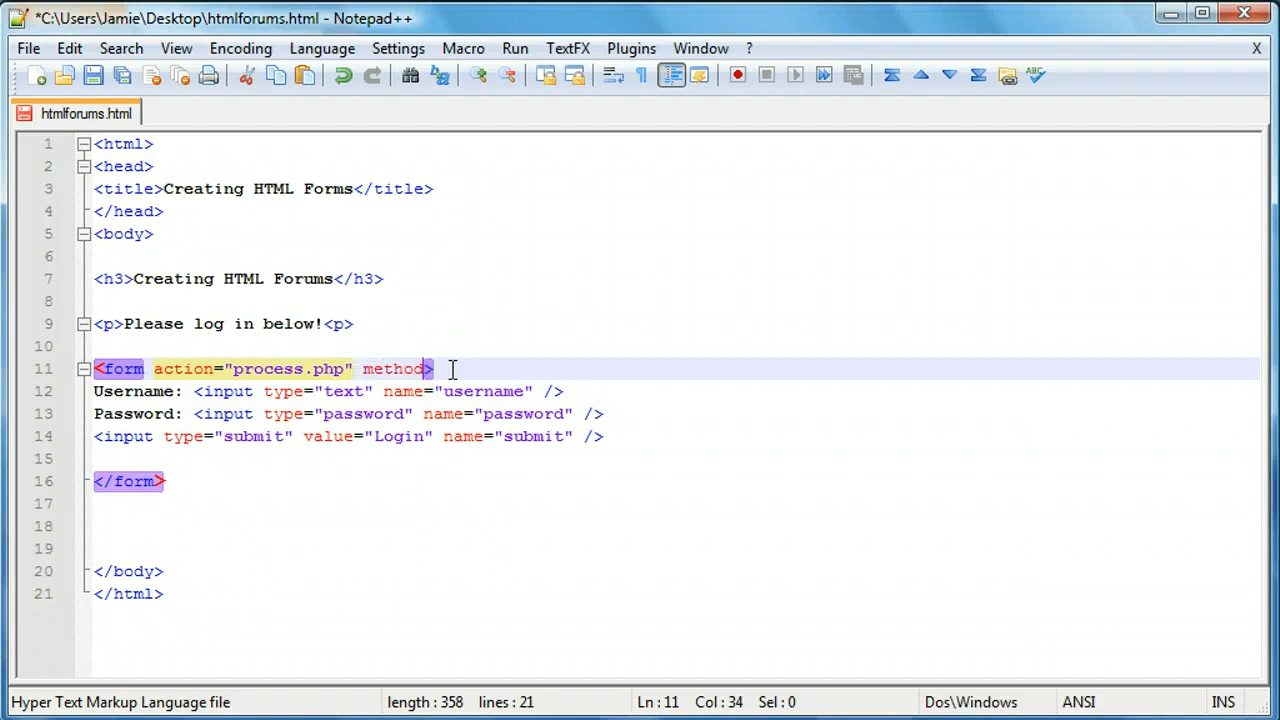 *C:\Users\Jamie\Desktop\htmlforums.html - Notepad++
File Edit Search View Encoding Language Settings Macro Run TextFX Plugins Window ? X
ABC
htmlforums.html
1 <html>
2 <head>
3 <title>Creating HTML Forms</title>
4 </head>
5 <body>
6
7 <h3>Creating HTML Forums</h3>
8
9 <p>Please log in below!<p>
10
11 <form action="process.php" method>
12 Username: <input type="text" name="username" />
13 Password: <input type="password" name="password" />
14 <input type="submit" value="Login" name="submit" />
15
16 </form>
17
18
19
20 </body>
21 </html>
Hyper Text Markup Language file length : 358 lines : 21 Ln : 11 Col : 34 Sel : 0 Dos\Windows ANSI INS